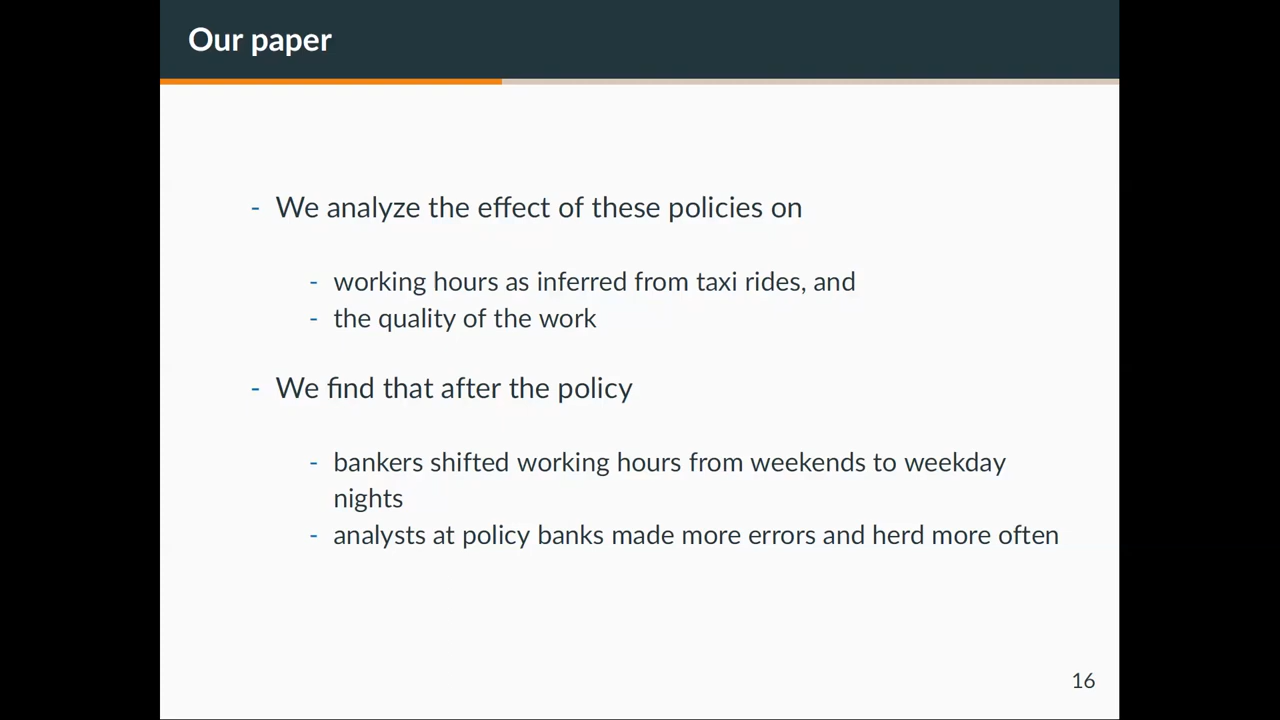 Our paper
- We analyze the effect of these policies on
- working hours as inferred from taxi rides, and
- the quality of the work
- We find that after the policy
- bankers shifted working hours from weekends to weekday
nights
- analysts at policy banks made more errors and herd more often
16